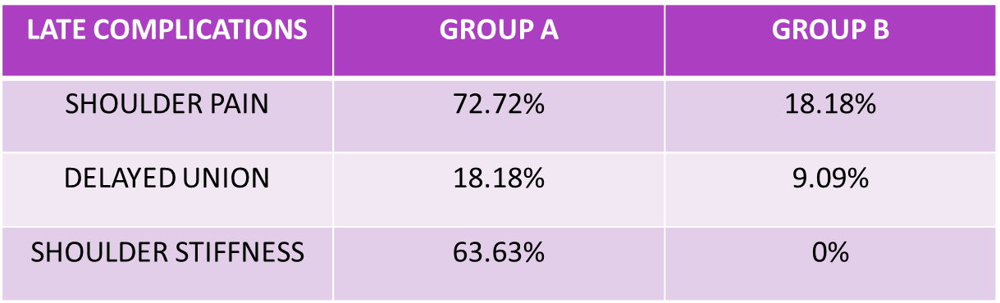 LATE COMPLICATIONS GROUP A GROUP B
SHOULDER PAIN 72.72% 18.18%
DELAYED UNION 18.18% 9.09%
SHOULDER STIFFNESS 63.63% 0%